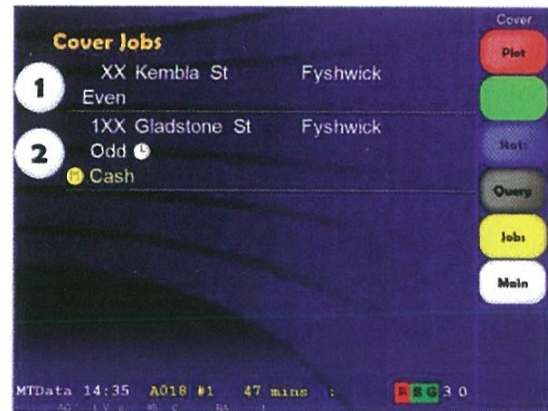 Cover
Cover Jobs
Plot
1
XX Kembla St Fyshwick
Even
2
1XX Gladstone St Fyshwick
Odd
M Cash
Stats
Query
Jobs
Main
MTData 14:35 A018 #1 47 mins : R S G 3 0